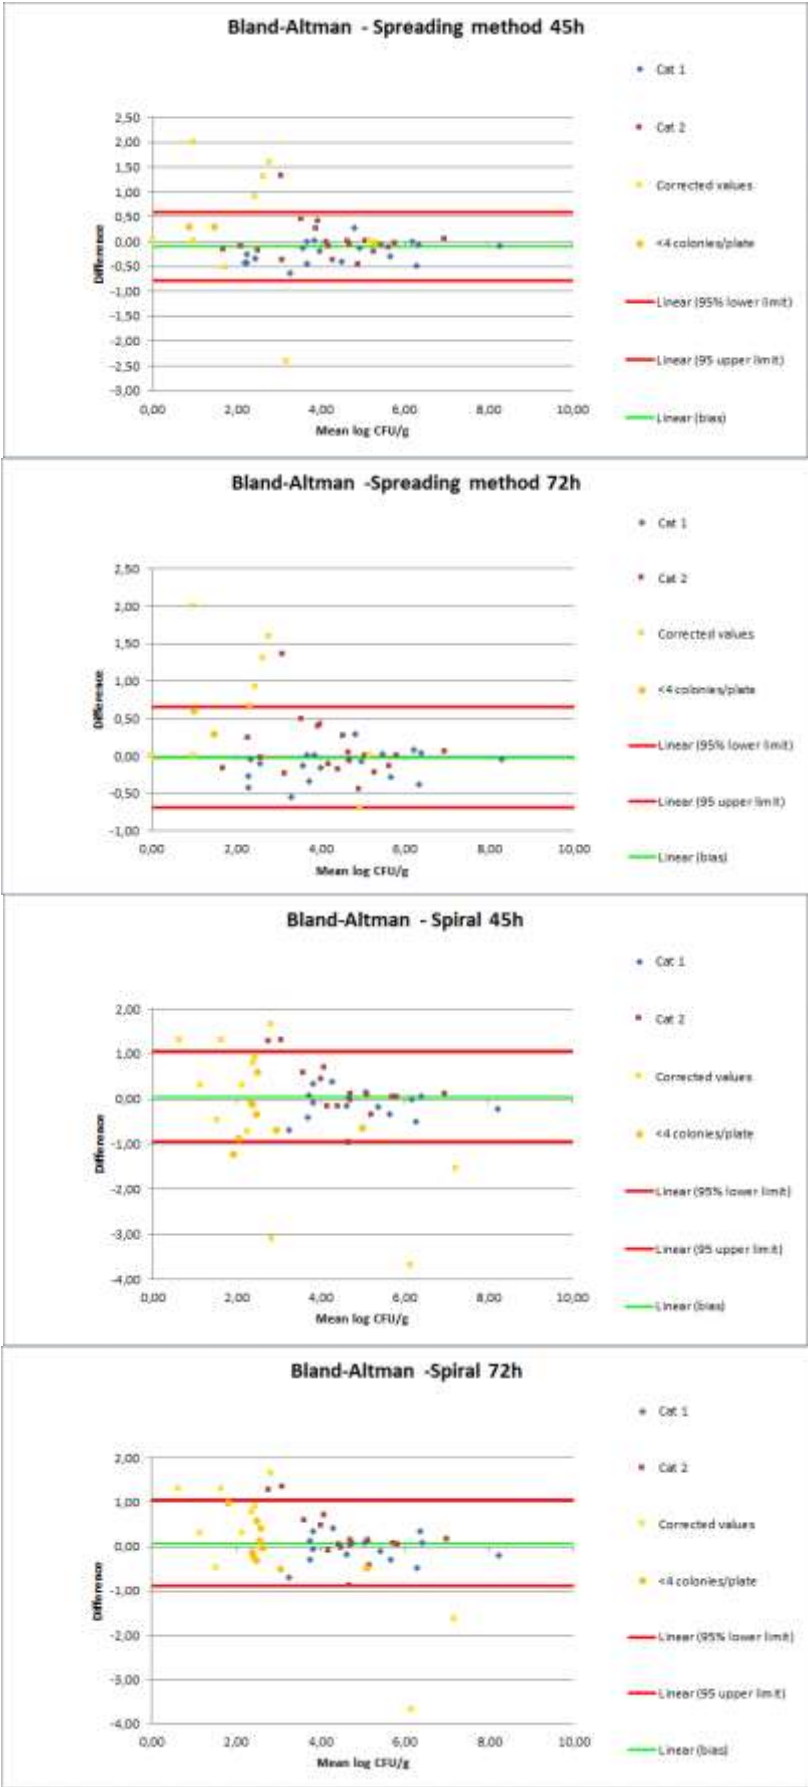 Bland-Altman - Spreading method 45h
Cat 1
Cat 2
Corrected values
<4 colonies/plate
Linear (95% lower limit)
Linear (95 upper limit)
Linear (bias)
Difference
2,50
2,00
1,50
1,00
0,50
0,00
-0,50
-1,00
-1,50
-2,00
-2,50
-3,00
0,00 2,00 4,00 6,00 8,00 10,00
Mean log CFU/g
Bland-Altman -Spreading method 72h
Cat 1
Cat 2
Corrected values
<4 colonies/plate
Linear (95% lower limit)
Linear (95 upper limit)
Linear (bias)
Difference
2,50
2,00
1,50
1,00
0,50
0,00
-0,50
-1,00
0,00 2,00 4,00 6,00 8,00 10,00
Mean log CFU/g
Bland-Altman - Spiral 45h
Cat 1
Cat 2
Corrected values
<4 colonies/plate
Linear (95% lower limit)
Linear (95 upper limit)
Linear (bias)
Difference
2,00
1,00
0,00
-1,00
-2,00
-3,00
-4,00
0,00 2,00 4,00 6,00 8,00 10,00
Mean log CFU/g
Bland-Altman -Spiral 72h
Cat 1
Cat 2
Corrected values
<4 colonies/plate
Linear (95% lower limit)
Linear (95 upper limit)
Linear (bias)
Difference
2,00
1,00
0,00
-1,00
-2,00
-3,00
-4,00
0,00 2,00 4,00 6,00 8,00 10,00
Mean log CFU/g